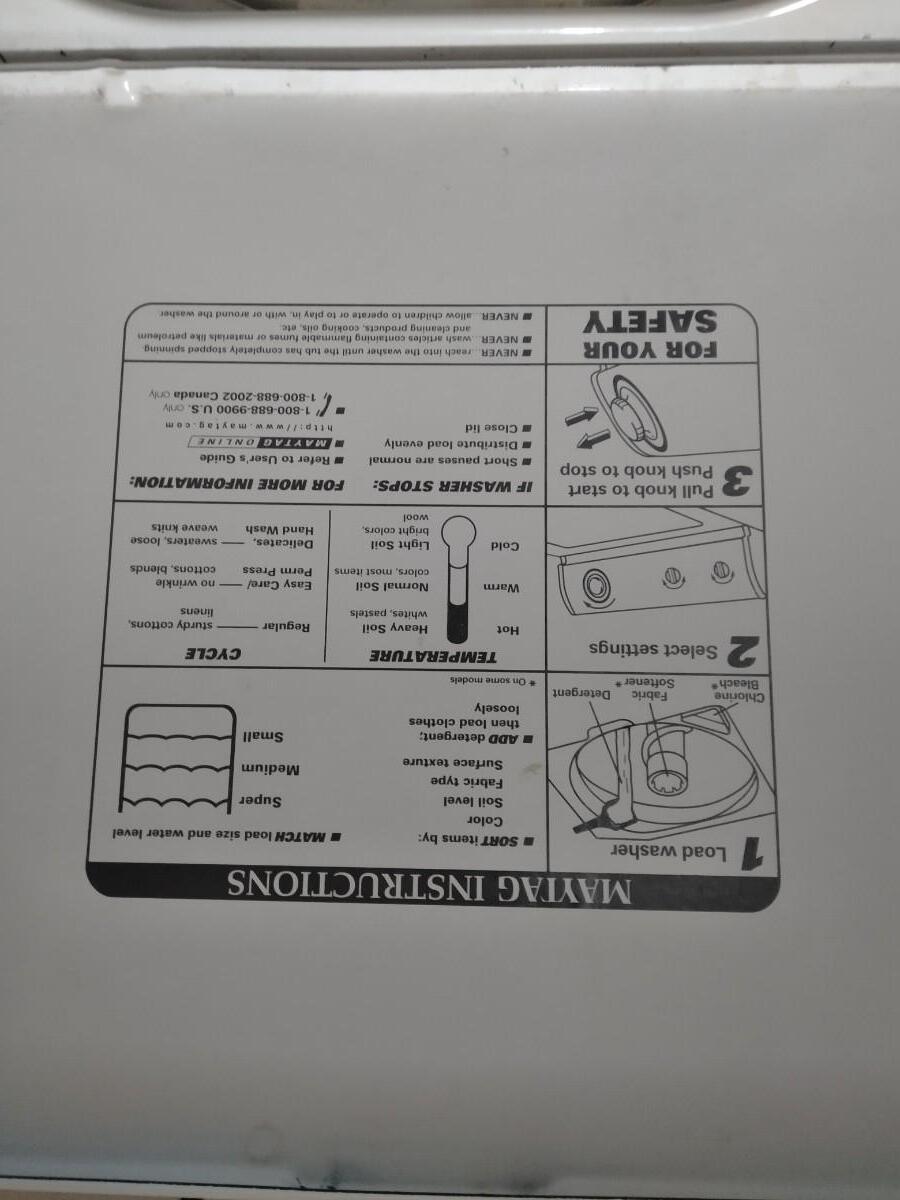 MAYTAG INSTRUCTIONS
1 Load washer
Detergent
Fabric
Softener*
Chlorine
Bleach*
■ SORT items by:
Color
Soil level
Fabric type
Surface texture
■ ADD detergent;
then load clothes
loosely
* On some models
■ MATCH load size and water level
Super
Medium
Small
2 Select settings
TEMPERATURE
Hot
Heavy Soil
whites, pastels
Warm
Normal Soil
colors, most items
Cold
Light Soil
bright colors,
wool
CYCLE
Regular — sturdy cottons,
linens
Easy Care/ — no wrinkle
Perm Press cottons, blends
Delicates, — sweaters, loose
Hand Wash weave knits
3 Pull knob to start
Push knob to stop
IF WASHER STOPS:
■ Short pauses are normal
■ Distribute load evenly
■ Close lid
FOR MORE INFORMATION:
■ Refer to User's Guide
■ MAYTAG ONLINE
http://www.maytag.com
■ 1-800-688-9900 U.S. only
1-800-688-2002 Canada only
FOR YOUR
SAFETY
■ NEVER...reach into the washer until the tub has completely stopped spinning.
■ NEVER...wash articles containing flammable fumes or materials like petroleum
and cleaning products, cooking oils, etc.
■ NEVER...allow children to operate or to play in, with or around the washer.